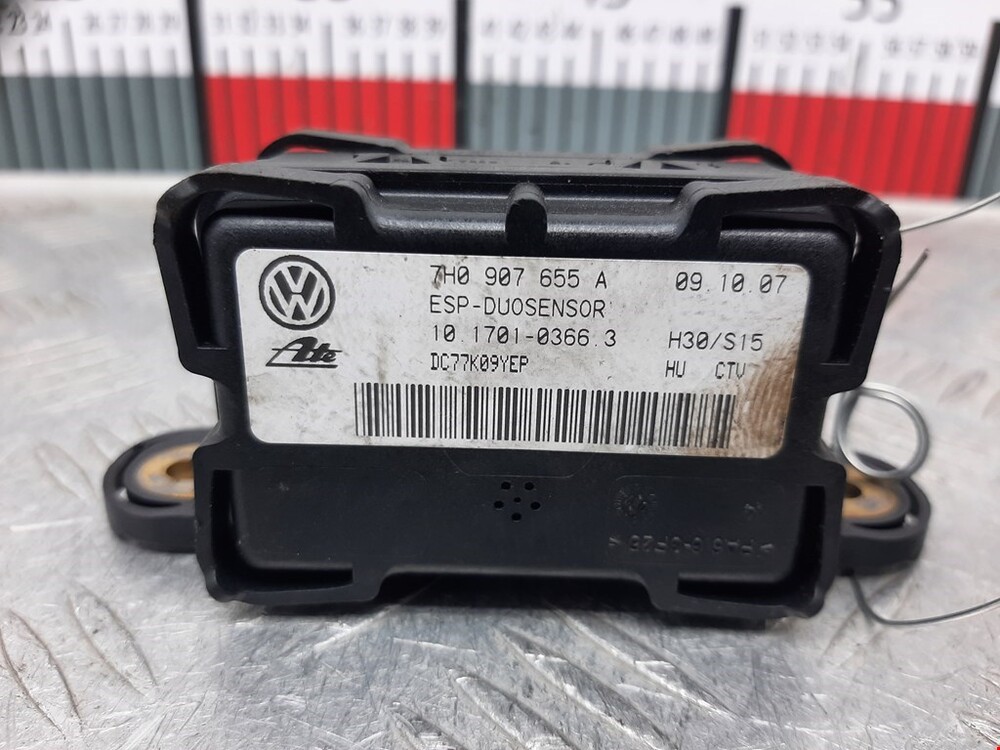 7H0 907 655 A 09.10.07
ESP-DUOSENSOR
10.1701-0366.3 H30/S15
Ate
DC77K09YEP HU CTV